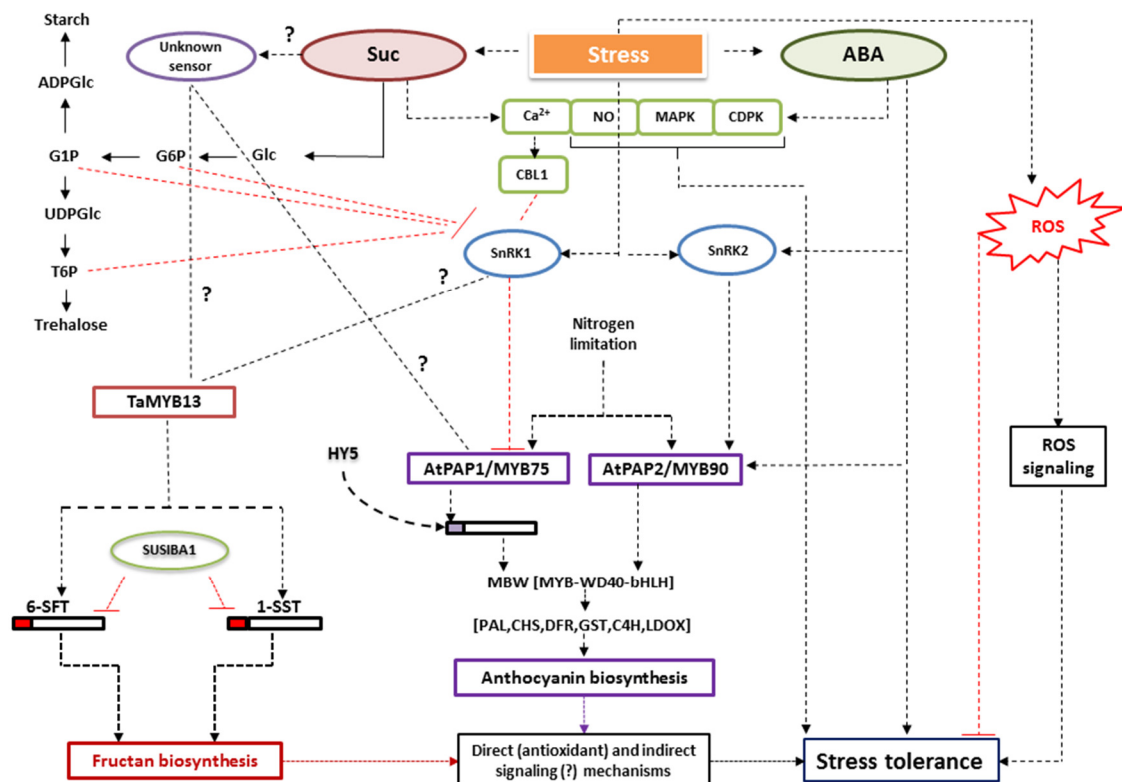 Starch
Unknown
sensor
?
Suc
Stress
ABA
ADPGlc
Ca²⁺
NO
MAPK
CDPK
G1P
G6P
Glc
CBL1
UDPGlc
ROS
SnRK1
SnRK2
T6P
?
?
Trehalose
Nitrogen
limitation
?
TaMYB13
HY5
AtPAP1/MYB75
AtPAP2/MYB90
ROS
signaling
SUSIBA1
MBW [MYB-WD40-bHLH]
6-SFT
1-SST
[PAL,CHS,DFR,GST,C4H,LDOX]
Anthocyanin biosynthesis
Fructan biosynthesis
Direct (antioxidant) and indirect
signaling (?) mechanisms
Stress tolerance